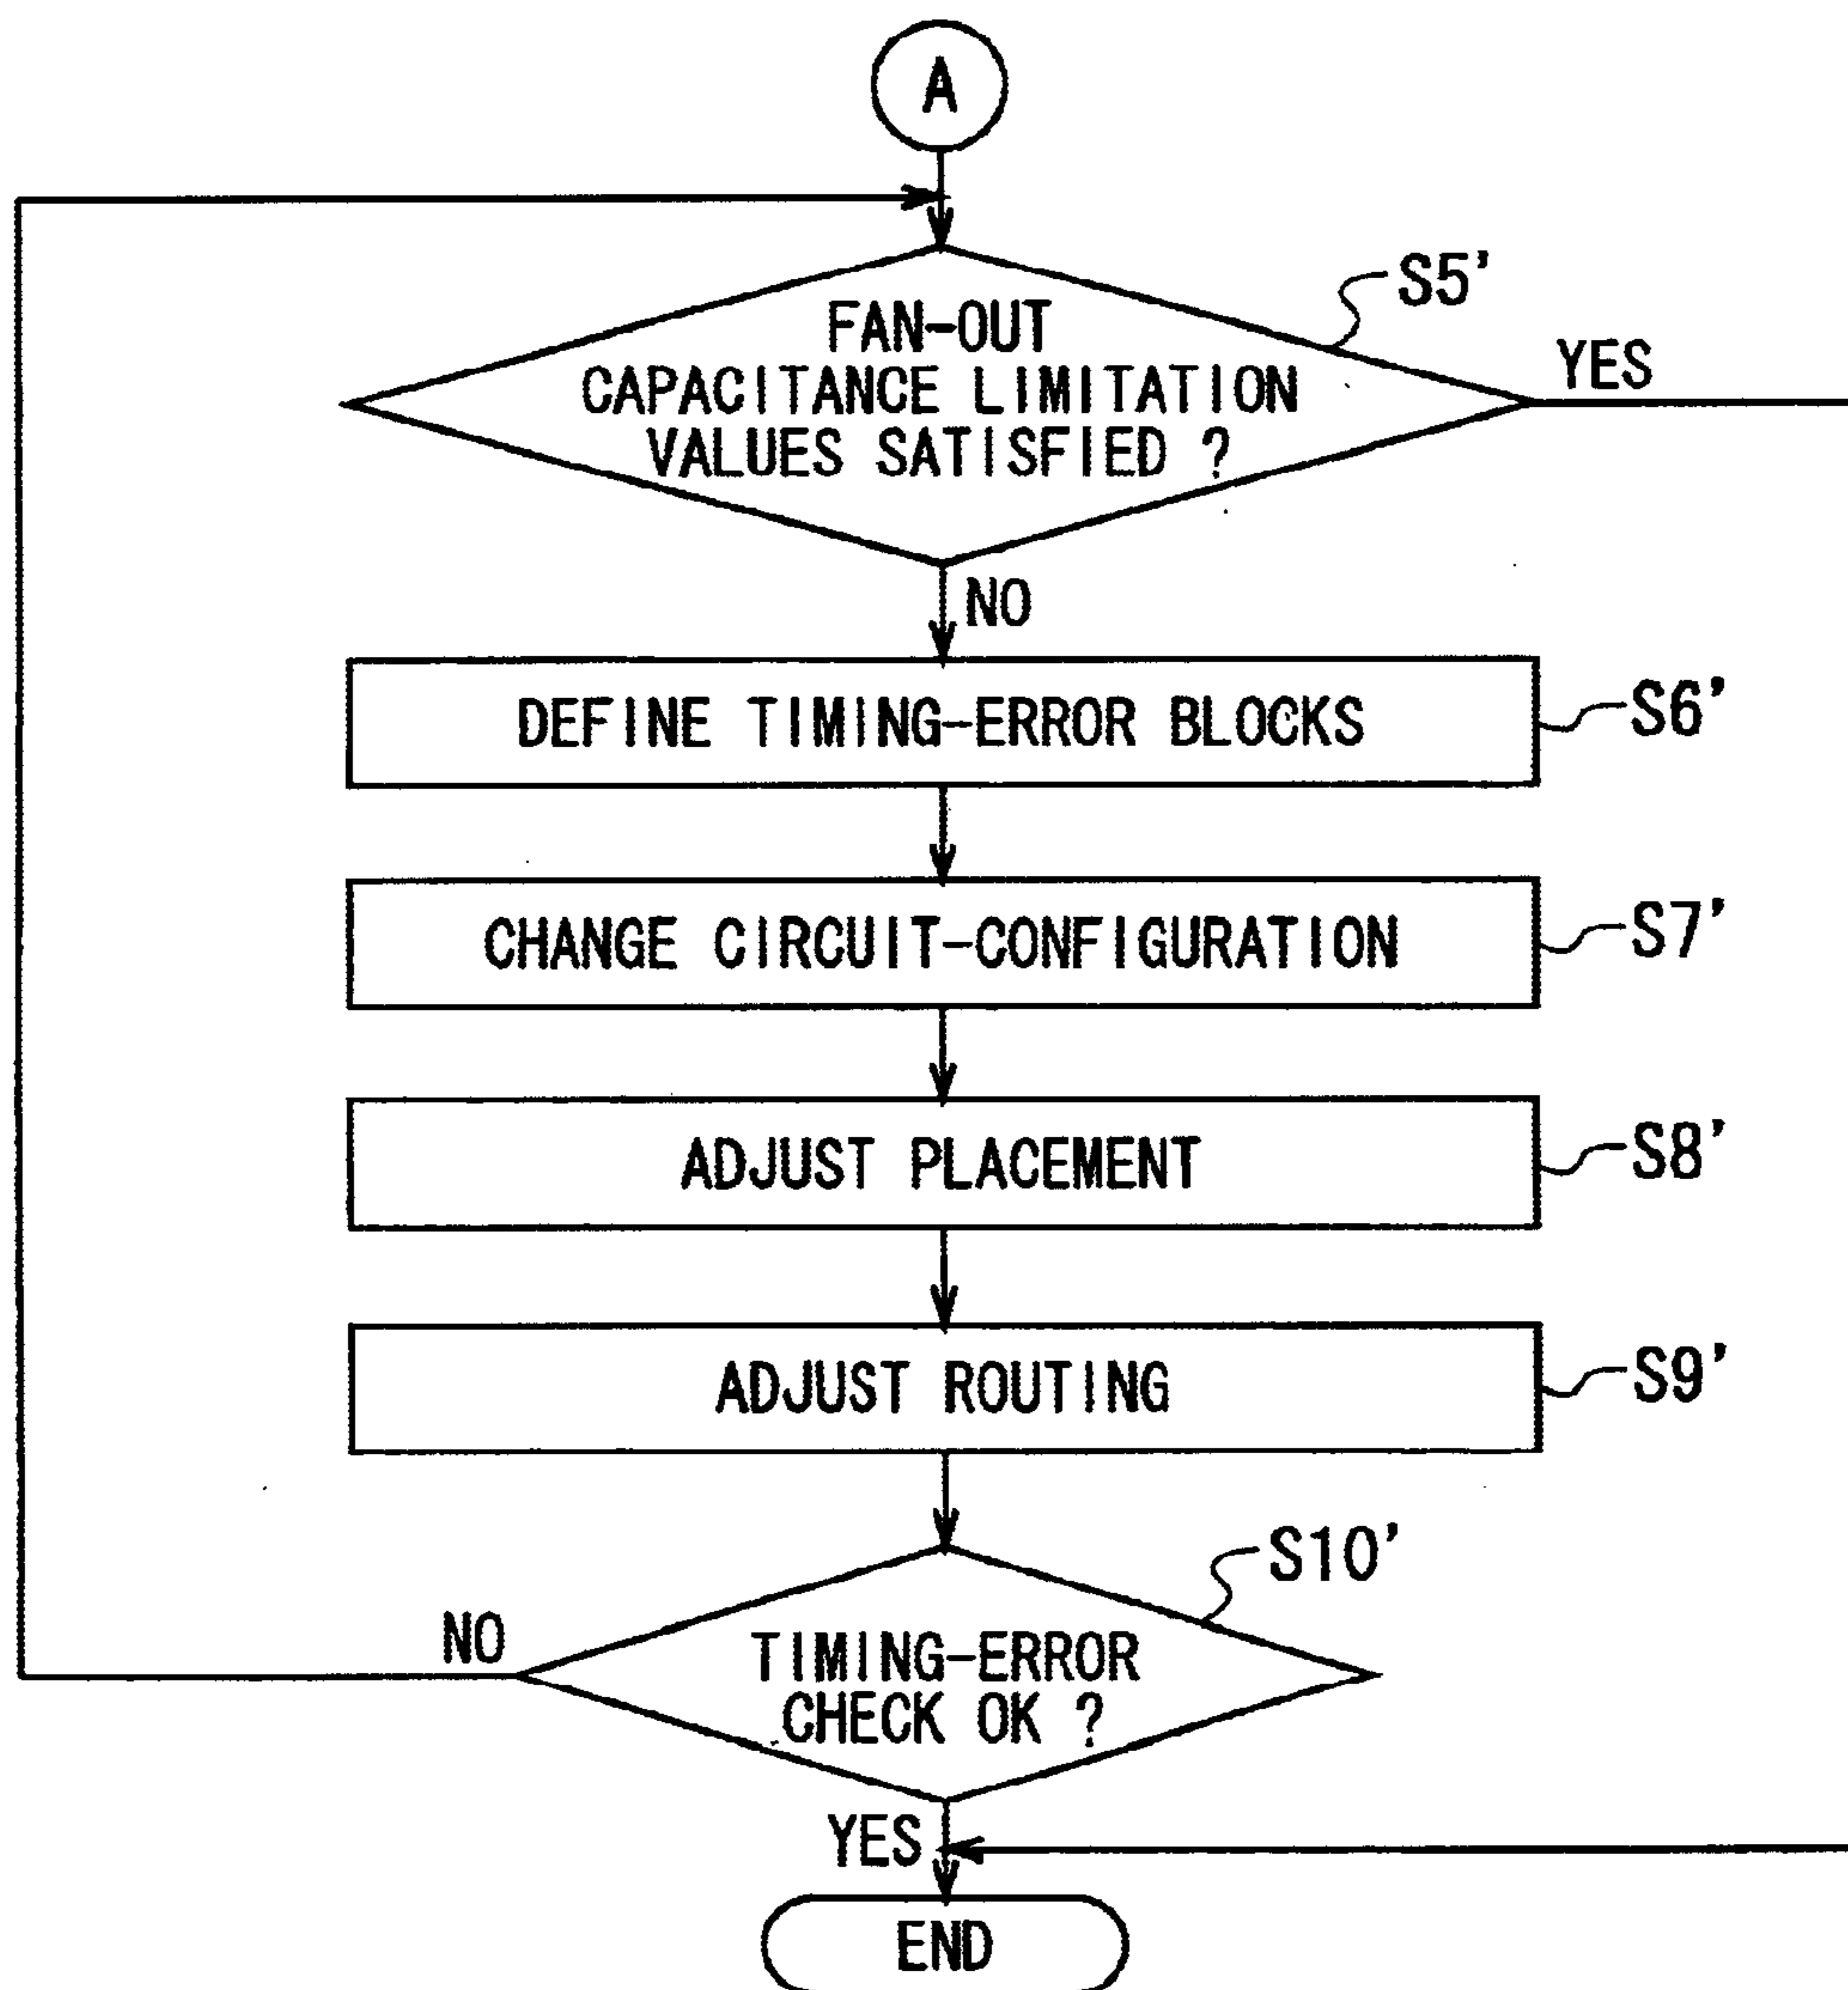 A
S5'
FAN-OUT
CAPACITANCE LIMITATION
VALUES SATISFIED ?
YES
NO
DEFINE TIMING-ERROR BLOCKS
S6'
CHANGE CIRCUIT-CONFIGURATION
S7'
ADJUST PLACEMENT
S8'
ADJUST ROUTING
S9'
S10'
NO
TIMING-ERROR
CHECK OK ?
YES
END